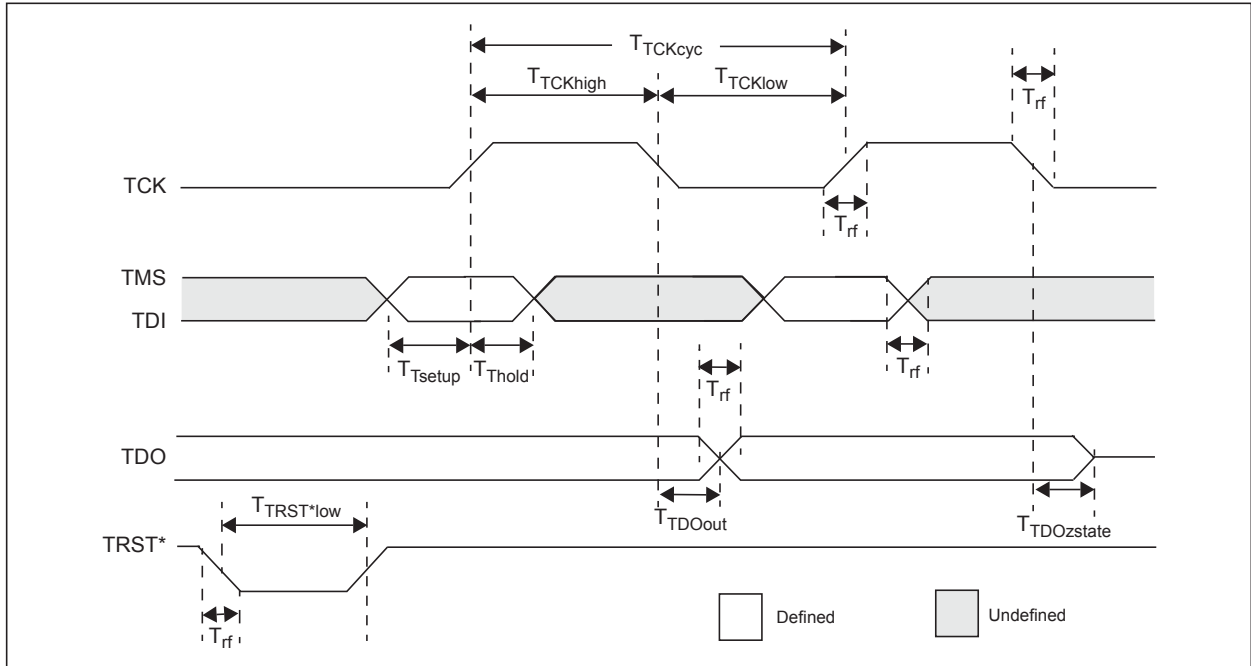 TTCKcyc
TTCKhigh
TTCKlow
Trf
TCK
Trf
TMS
TDI
TTsetup
TThold
Trf
Trf
TDO
TTDOout
TTDOzstate
TTRST*low
TRST*
Trf
Defined
Undefined